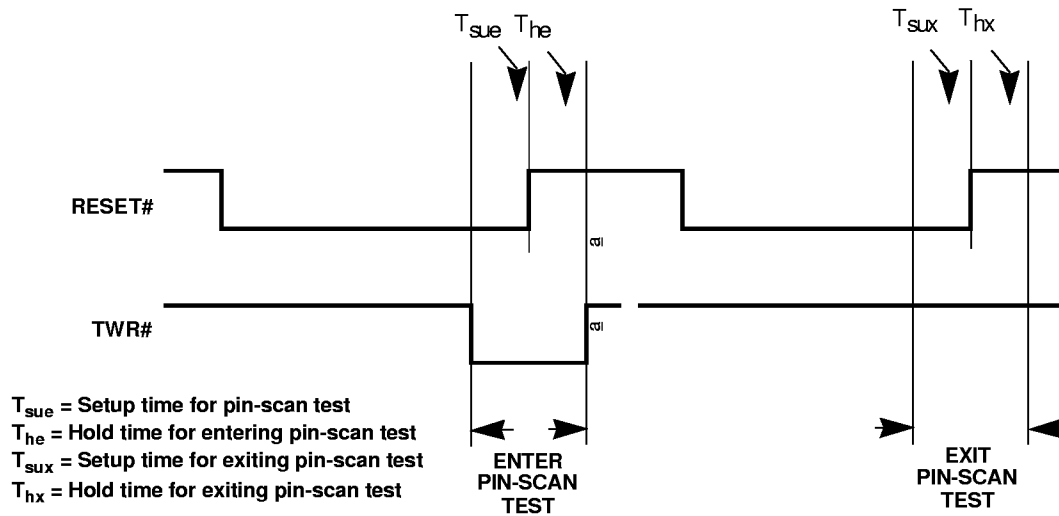 Tsue The
Tsux Thx
RESET#
al
TWR#
al
Tsue = Setup time for pin-scan test
The = Hold time for entering pin-scan test
Tsux = Setup time for exiting pin-scan test
Thx = Hold time for exiting pin-scan test
ENTER
PIN-SCAN
TEST
EXIT
PIN-SCAN
TEST